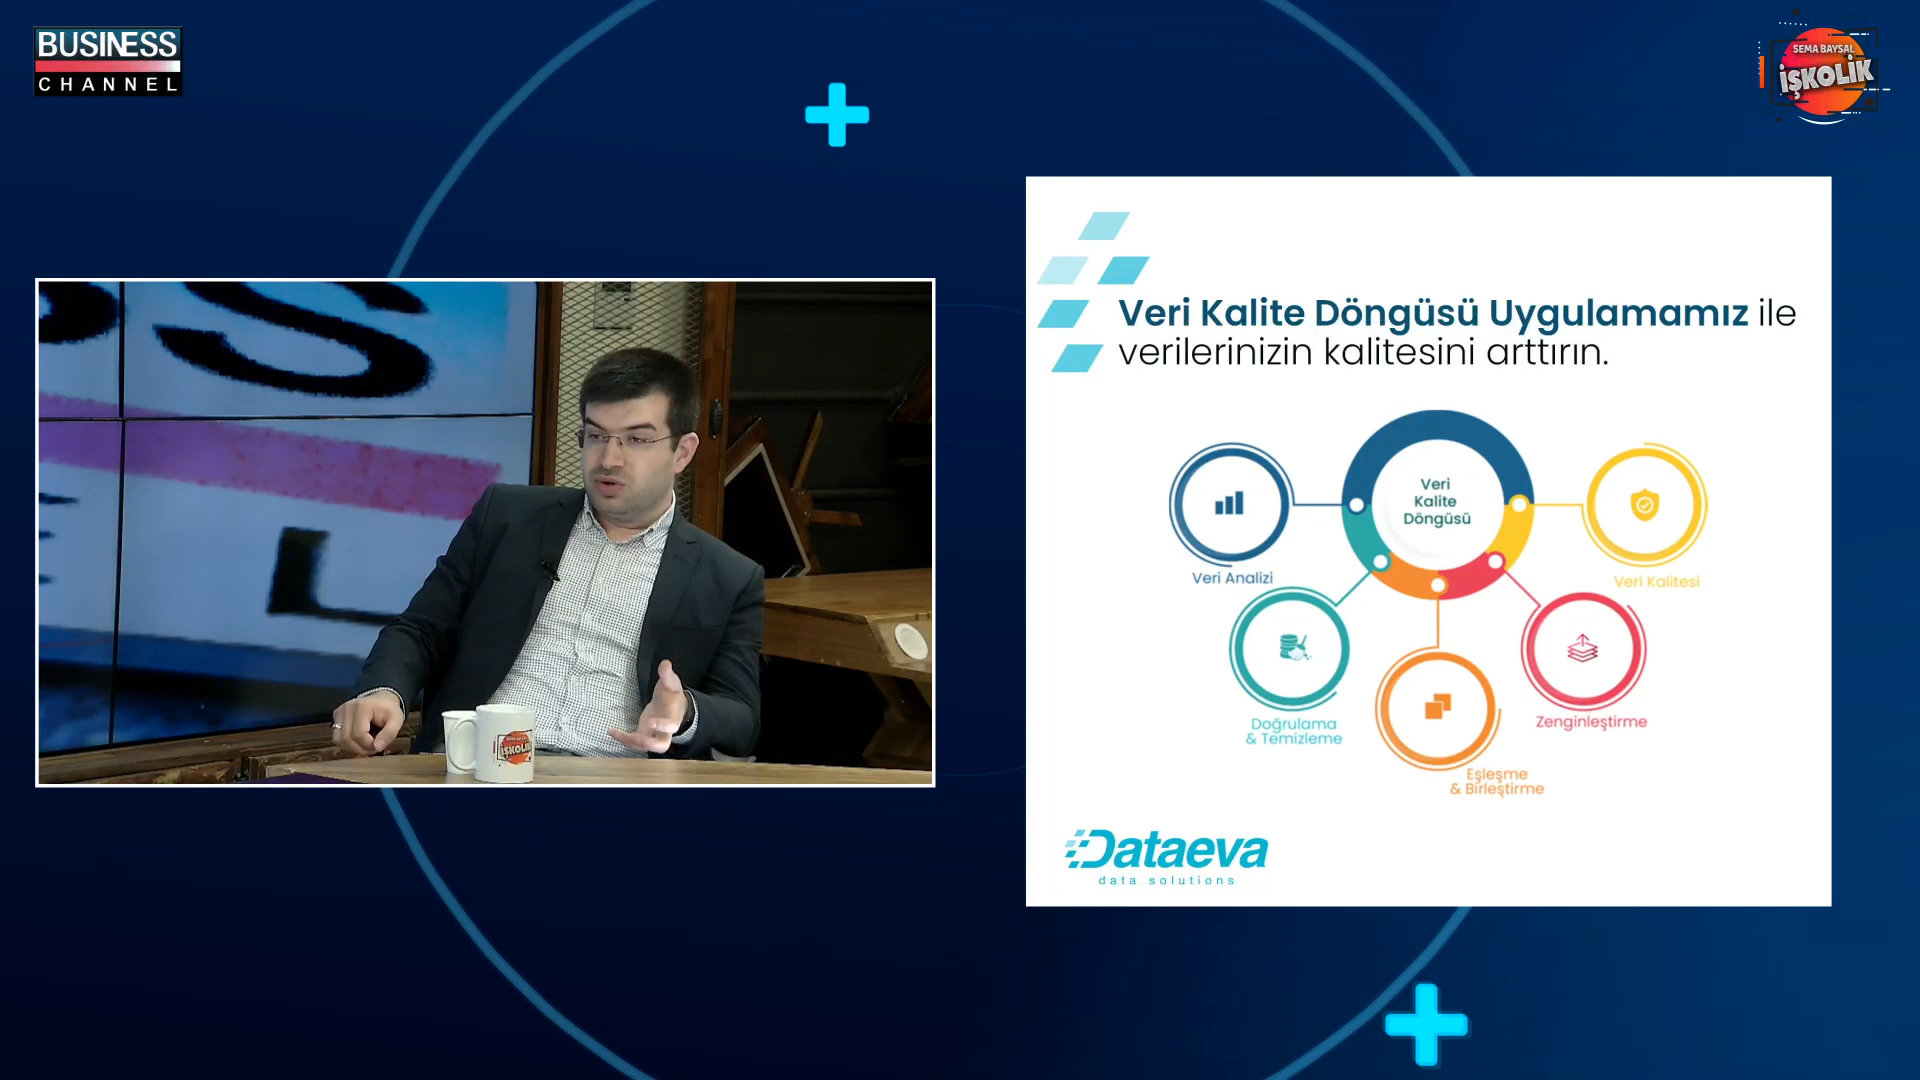 BUSINESS
CHANNEL
SEMA BAYSAL
İŞKOLİK
S
L
İŞKOLİK
Veri Kalite Döngüsü Uygulamamız ile
verilerinizin kalitesini arttırın.
Veri
Kalite
Döngüsü
Veri Analizi
Veri Kalitesi
Doğrulama
& Temizleme
Zenginleştirme
Eşleşme
& Birleştirme
Dataeva
data solutions